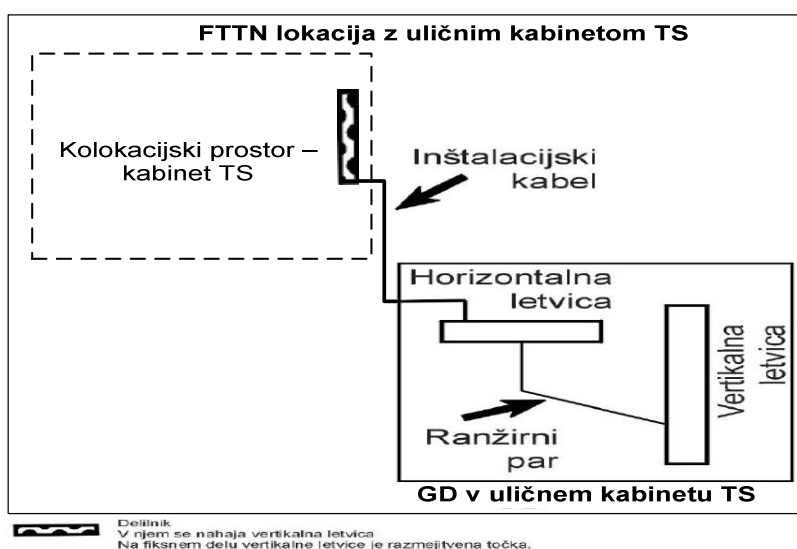 FTTN lokacija z uličnim kabinetom TS
Kolokacijski prostor –
kabinet TS
Inštalacijski
kabel
Horizontalna
letvica
Vertikalna
letvica
Ranžirni
par
GD v uličnem kabinetu TS
Delilnik
V njem se nahaja vertikalna letvica
Na fiksnem delu vertikalne letvice je razmejitvena točka.